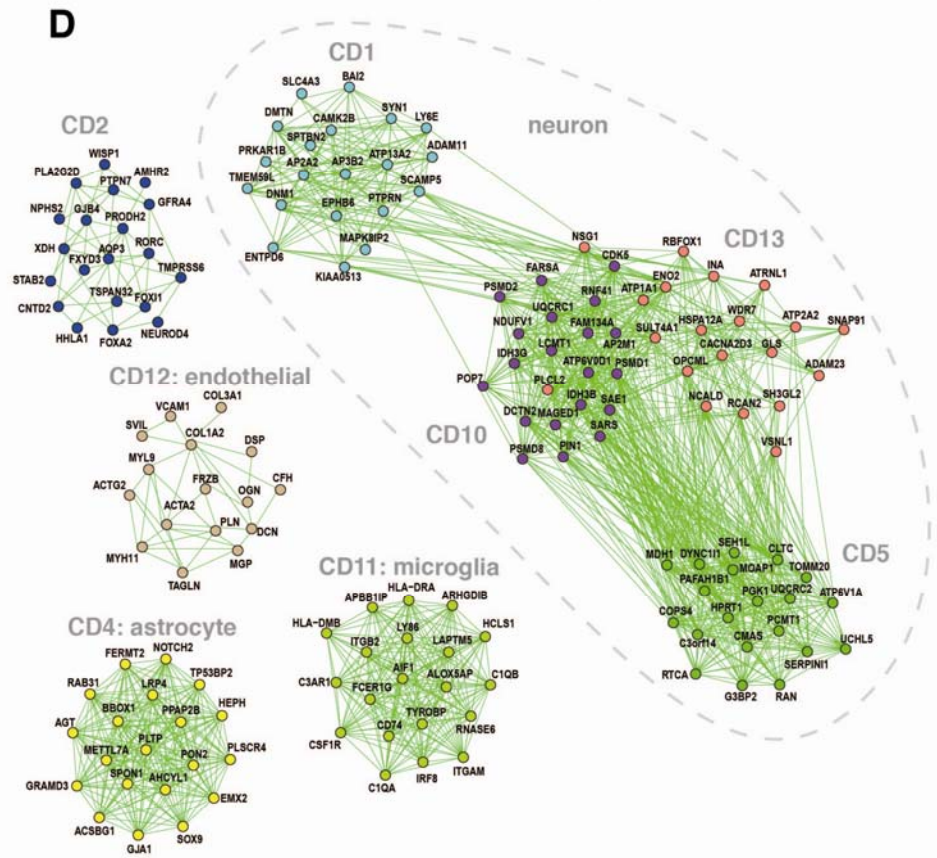 D
CD1
SLC4A3
BAI2
SYN1
LY6E
DMTN
CAMK2B
SPTBN2
ADAM11
PRKAR1B
AP2A2
AP3B2
ATP13A2
TMEM59L
SCAMP5
DNM1
EPHB6
PTPRN
MAPK8IP2
ENTPD6
KIAA0513
neuron
CD2
WISP1
PLA2G2D
PTPN7
AMHR2
GFRA4
NPHS2
GJB4
PRODH2
XDH
AQP3
RORC
FXYD3
TMPRSS6
STAB2
TSPAN32
FOXI1
CNTD2
HHLA1
FOXA2
NEUROD4
CD13
NSG1
RBFOX1
CDK5
INA
FARSA
ENO2
ATRNL1
PSMD2
RNF41
ATP1A1
UQCRC1
WDR7
NDUFV1
FAM134A
SULT4A1
HSPA12A
ATP2A2
SNAP91
LCMT1
AP2M1
CACNA2D3
GLS
IDH3G
ATP6V0D1
PSMD1
OPCML
ADAM23
POP7
PLCL2
IDH3B
SAE1
NCALD
RCAN2
SH3GL2
DCTN2
MAGED1
SARS
CD10
PSMD8
PIN1
VSNL1
CD12: endothelial
COL3A1
VCAM1
SVIL
COL1A2
DSP
MYL9
ACTG2
FRZB
CFH
OGN
ACTA2
PLN
DCN
MYH11
MGP
TAGLN
CD5
SEH1L
MDH1
DYNC1I1
CLTC
MOAP1
TOMM20
PAFAH1B1
PGK1
UQCRC2
ATP6V1A
COPS4
HPRT1
PCMT1
C3orf14
CMAS
UCHL5
SERPINI1
RTCA
G3BP2
RAN
CD11: microglia
HLA-DRA
APBB1IP
ARHGDIB
HLA-DMB
LY86
HCLS1
ITGB2
LAPTM5
AIF1
C3AR1
FCER1G
ALOX5AP
C1QB
TYROBP
CD74
RNASE6
CSF1R
C1QA
IRF8
ITGAM
CD4: astrocyte
FERMT2
NOTCH2
TP53BP2
RAB31
LRP4
HEPH
BBOX1
PPAP2B
AGT
PLTP
METTL7A
PON2
PLSCR4
SPON1
AHCYL1
GRAMD3
EMX2
ACSBG1
SOX9
GJA1